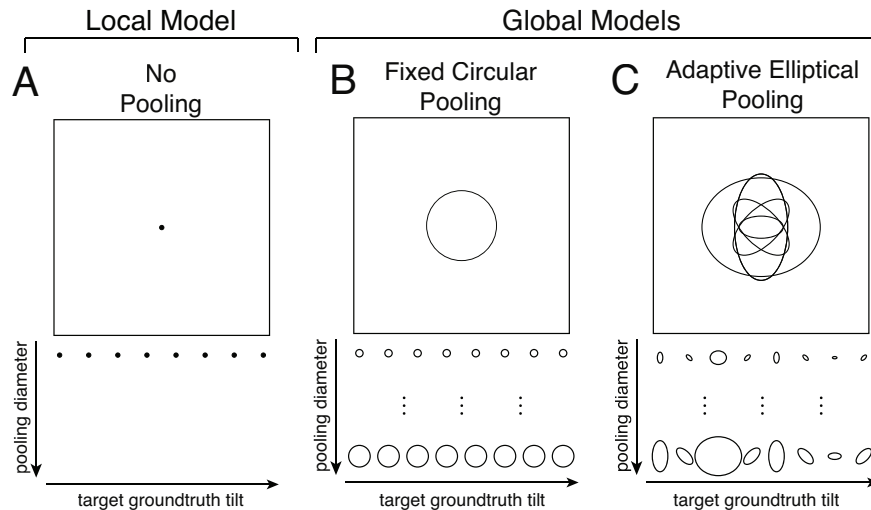 Local Model
Global Models
A
No
Pooling
B
Fixed Circular
Pooling
C
Adaptive Elliptical
Pooling
pooling diameter
target groundtruth tilt
pooling diameter
target groundtruth tilt
pooling diameter
target groundtruth tilt